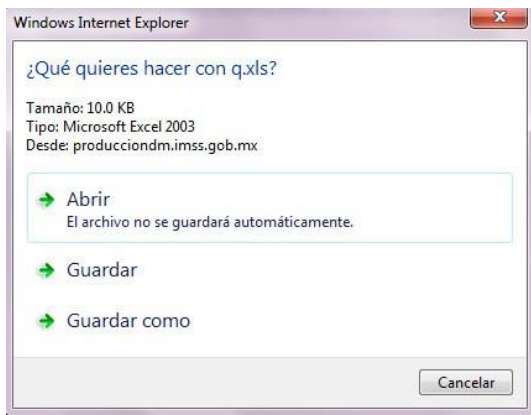 Windows Internet Explorer
¿Qué quieres hacer con q.xls?
Tamaño: 10.0 KB
Tipo: Microsoft Excel 2003
Desde: producciondm.imss.gob.mx
Abrir
El archivo no se guardará automáticamente.
Guardar
Guardar como
Cancelar